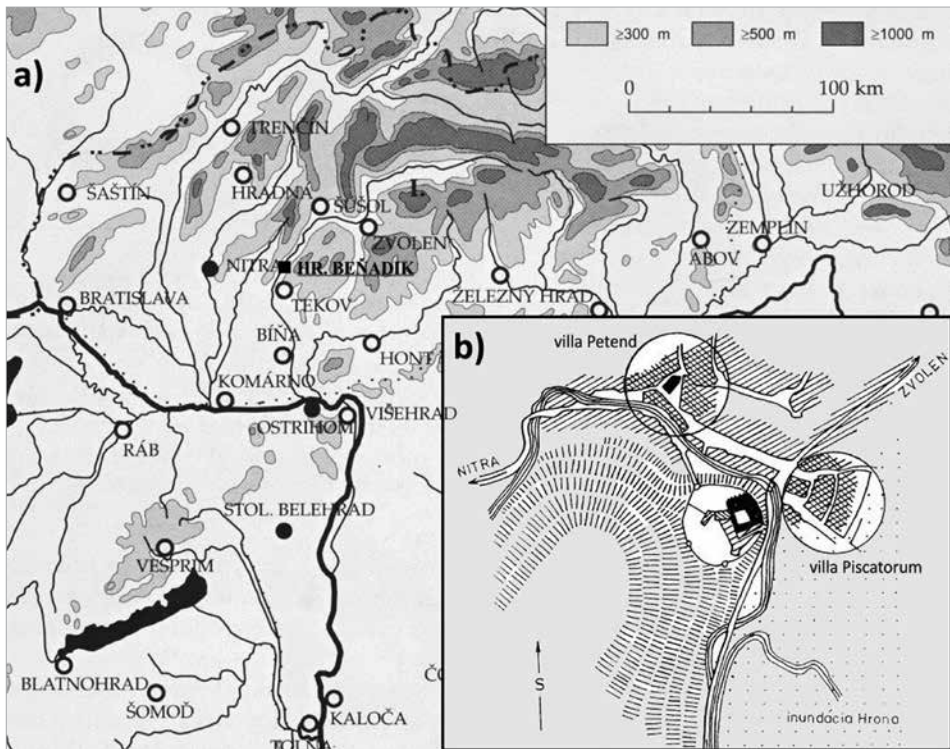 a)
≥300 m
≥500 m
≥1000 m
0
100 km
TRENČÍN
HRADNA
ŠAŠTÍN
ŠUŠOL
I.
UŽHOROD
ZVOLEN
ZEMPLÍN
ABOV
NITRA
HR. BEŇADIK
TEKOV
ŽELEZNÝ HRAD
BRATISLAVA
BÍŇA
HONT
KOMÁRNO
OSTRIHOM
VIŠEHRAD
RÁB
STOL. BELEHRAD
VESPRIM
BLATNOHRAD
ŠOMOĎ
KALOČA
TOLNA
b)
villa Petend
ZVOLEN
NITRA
villa Piscatorum
S
inundácia Hrona